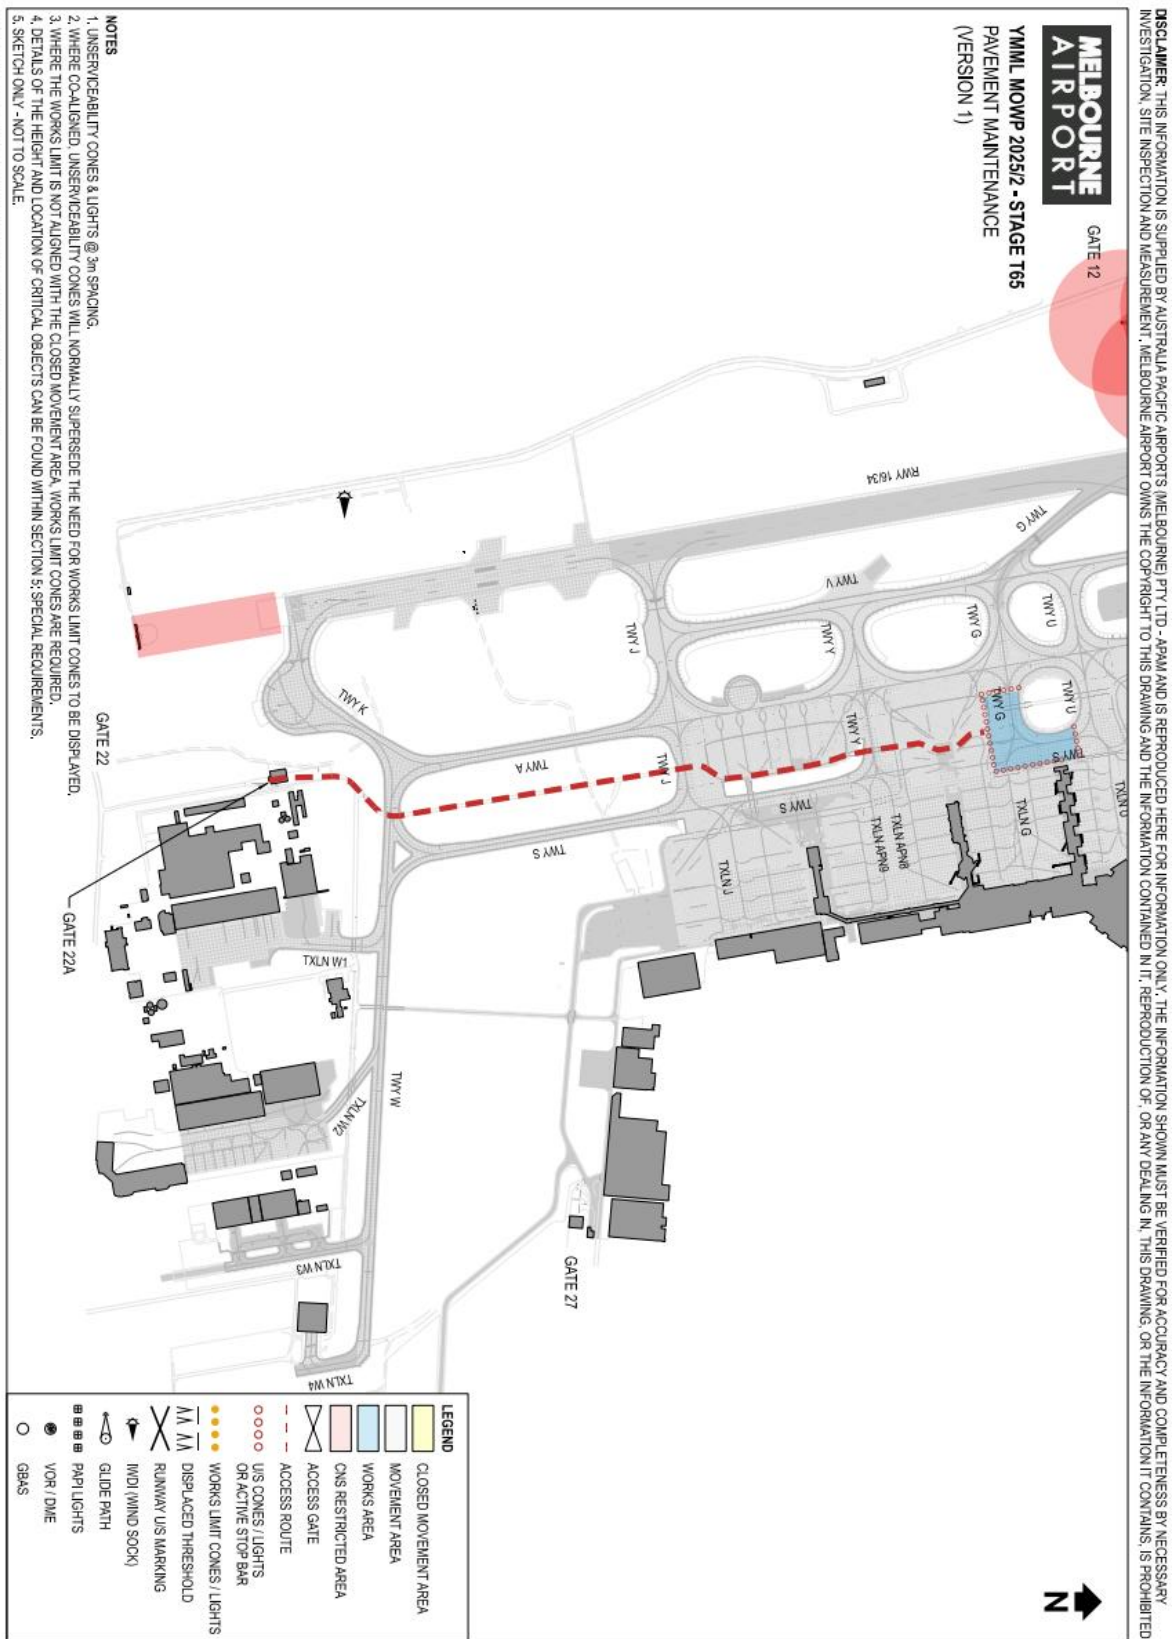 DISCLAIMER: THIS INFORMATION IS SUPPLIED BY AUSTRALIA PACIFIC AIRPORTS (MELBOURNE) PTY LTD - APAM AND IS REPRODUCED HERE FOR INFORMATION ONLY. THE INFORMATION SHOWN MUST BE VERIFIED FOR ACCURACY AND COMPLETENESS BY NECESSARY
INVESTIGATION, SITE INSPECTION AND MEASUREMENT. MELBOURNE AIRPORT OWNS THE COPYRIGHT TO THIS DRAWING AND THE INFORMATION CONTAINED IN IT. REPRODUCTION OF, OR ANY DEALING IN, THIS DRAWING, OR THE INFORMATION IT CONTAINS, IS PROHIBITED
MELBOURNE
AIRPORT
YMML MOWP 2025/2 - STAGE T65
PAVEMENT MAINTENANCE
(VERSION 1)
GATE 12
RWY 16/34
TWY G
TWY V
TWY U
TWY G
TWY Y
TWY J
TWY K
TWY U
TWY G
TWY S
TWY Y
TWY J
TWY A
TWY S
TWY S
TXLN U
TXLN G
TXLN APN8
TXLN APN9
TXLN J
GATE 22
GATE 22A
TXLN W1
TWY W
TXLN W2
TXLN W3
TXLN W4
GATE 27
N
NOTES
1. UNSERVICEABILITY CONES & LIGHTS @ 3m SPACING.
2. WHERE CO-ALIGNED, UNSERVICEABILITY CONES WILL NORMALLY SUPERSEDE THE NEED FOR WORKS LIMIT CONES TO BE DISPLAYED.
3. WHERE THE WORKS LIMIT IS NOT ALIGNED WITH THE CLOSED MOVEMENT AREA, WORKS LIMIT CONES ARE REQUIRED.
4. DETAILS OF THE HEIGHT AND LOCATION OF CRITICAL OBJECTS CAN BE FOUND WITHIN SECTION 5; SPECIAL REQUIREMENTS.
5. SKETCH ONLY - NOT TO SCALE.
LEGEND
CLOSED MOVEMENT AREA
MOVEMENT AREA
WORKS AREA
CNS RESTRICTED AREA
ACCESS GATE
ACCESS ROUTE
U/S CONES / LIGHTS
OR ACTIVE STOP BAR
WORKS LIMIT CONES / LIGHTS
DISPLACED THRESHOLD
RUNWAY U/S MARKING
IWDI (WIND SOCK)
GLIDE PATH
PAPI LIGHTS
VOR / DME
GBAS